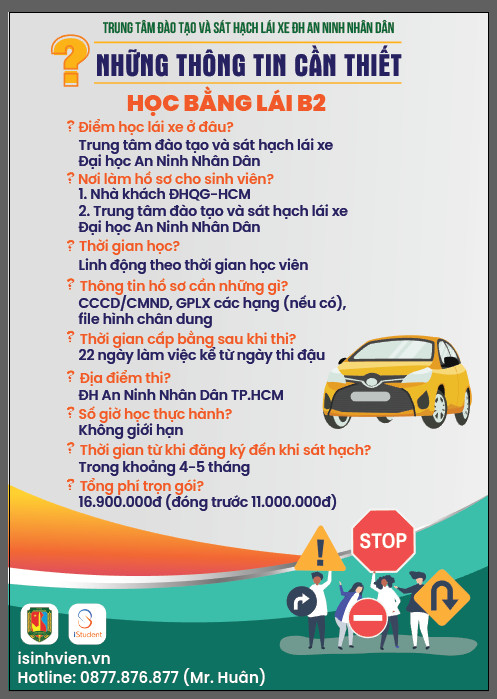 TRUNG TÂM ĐÀO TẠO VÀ SÁT HẠCH LÁI XE ĐH AN NINH NHÂN DÂN
? NHỮNG THÔNG TIN CẦN THIẾT
HỌC BẰNG LÁI B2
? Điểm học lái xe ở đâu?
Trung tâm đào tạo và sát hạch lái xe
Đại học An Ninh Nhân Dân
? Nơi làm hồ sơ cho sinh viên?
1. Nhà khách ĐHQG-HCM
2. Trung tâm đào tạo và sát hạch lái xe
Đại học An Ninh Nhân Dân
? Thời gian học?
Linh động theo thời gian học viên
? Thông tin hồ sơ cần những gì?
CCCD/CMND, GPLX các hạng (nếu có),
file hình chân dung
? Thời gian cấp bằng sau khi thi?
22 ngày làm việc kể từ ngày thi đậu
? Địa điểm thi?
ĐH An Ninh Nhân Dân TP.HCM
? Số giờ học thực hành?
Không giới hạn
? Thời gian từ khi đăng ký đến khi sát hạch?
Trong khoảng 4-5 tháng
? Tổng phí trọn gói?
16.900.000đ (đóng trước 11.000.000đ)
STOP
!
iStudent
isinhvien.vn
Hotline: 0877.876.877 (Mr. Huân)